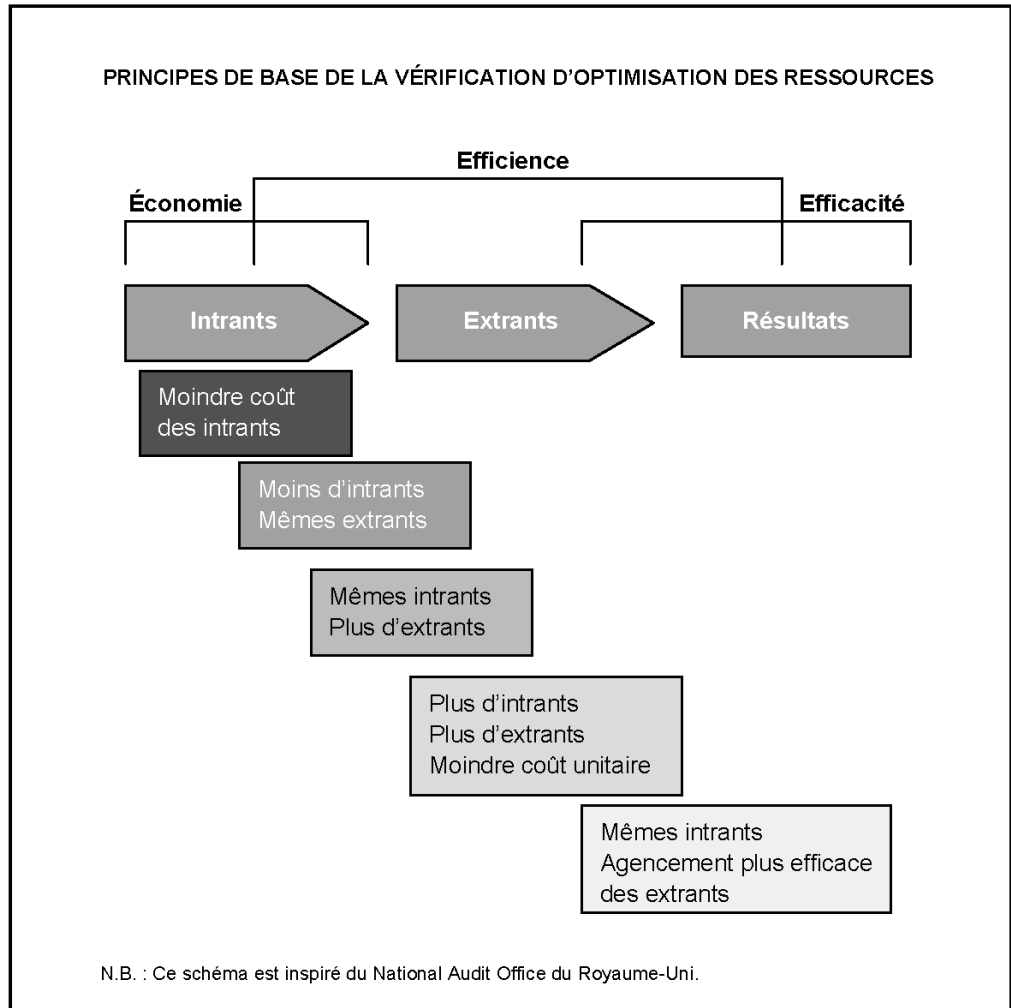 PRINCIPES DE BASE DE LA VÉRIFICATION D’OPTIMISATION DES RESSOURCES
Efficience
Économie
Efficacité
Intrants
Extrants
Résultats
Moindre coût
des intrants
Moins d’intrants
Mêmes extrants
Mêmes intrants
Plus d’extrants
Plus d’intrants
Plus d’extrants
Moindre coût unitaire
Mêmes intrants
Agencement plus efficace
des extrants
N.B. : Ce schéma est inspiré du National Audit Office du Royaume-Uni.